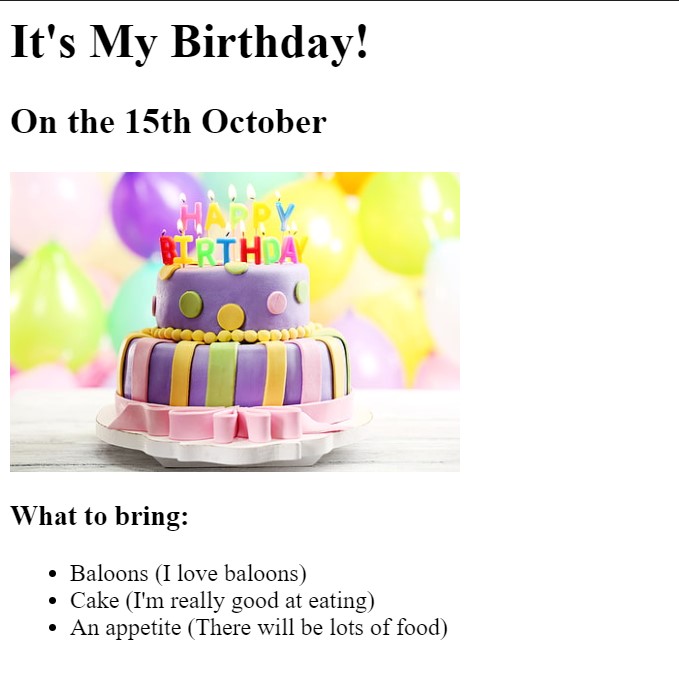 It's My Birthday!
On the 15th October
HAPPY
BIRTHDAY
What to bring:
Baloons (I love baloons)
Cake (I'm really good at eating)
An appetite (There will be lots of food)